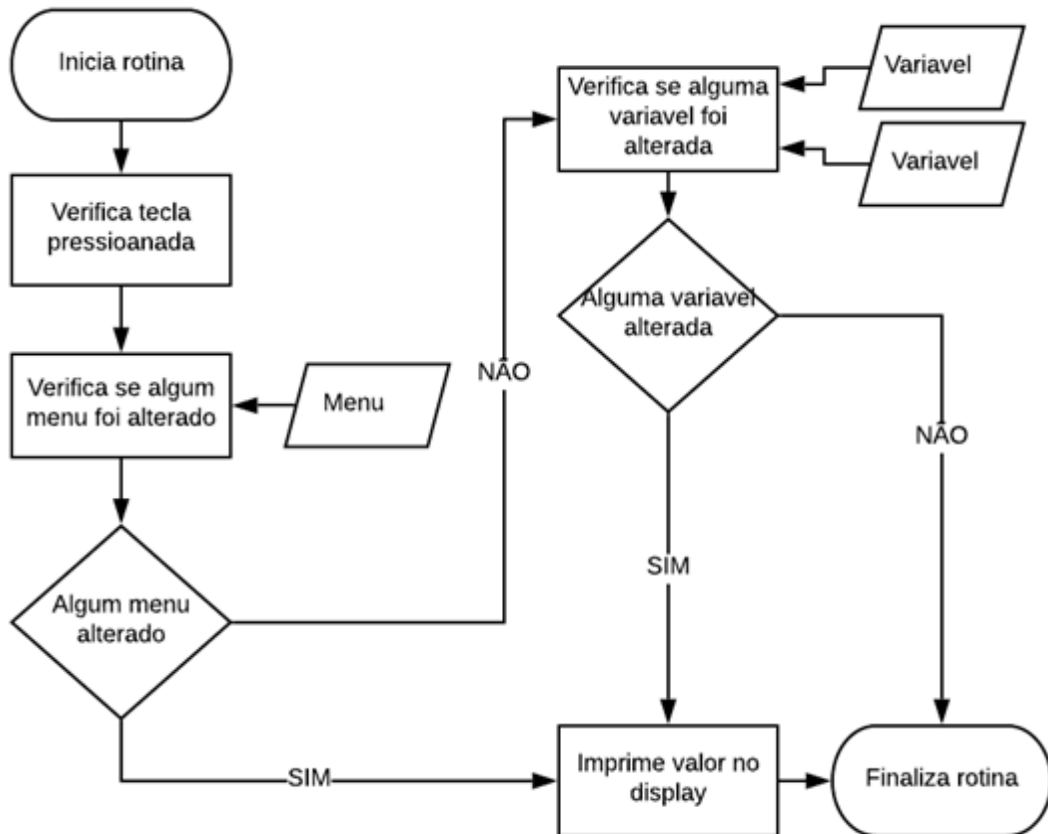 Inicia rotina
Verifica tecla
pressioanada
Verifica se algum
menu foi alterado
Menu
Algum menu
alterado
NÃO
SIM
Verifica se alguma
variavel foi
alterada
Variavel
Variavel
Alguma variavel
alterada
SIM
NÃO
Imprime valor no
display
Finaliza rotina